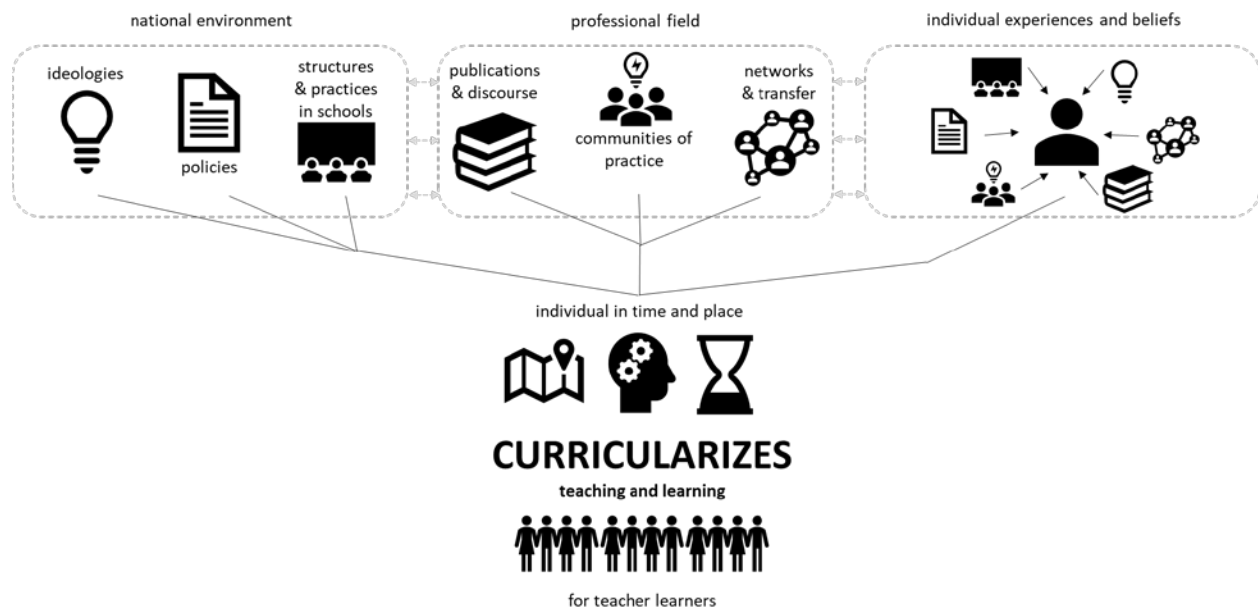 national environment
professional field
individual experiences and beliefs
ideologies
policies
structures
& practices
in schools
publications
& discourse
communities of
practice
networks
& transfer
individual in time and place
CURRICULARIZES
teaching and learning
for teacher learners